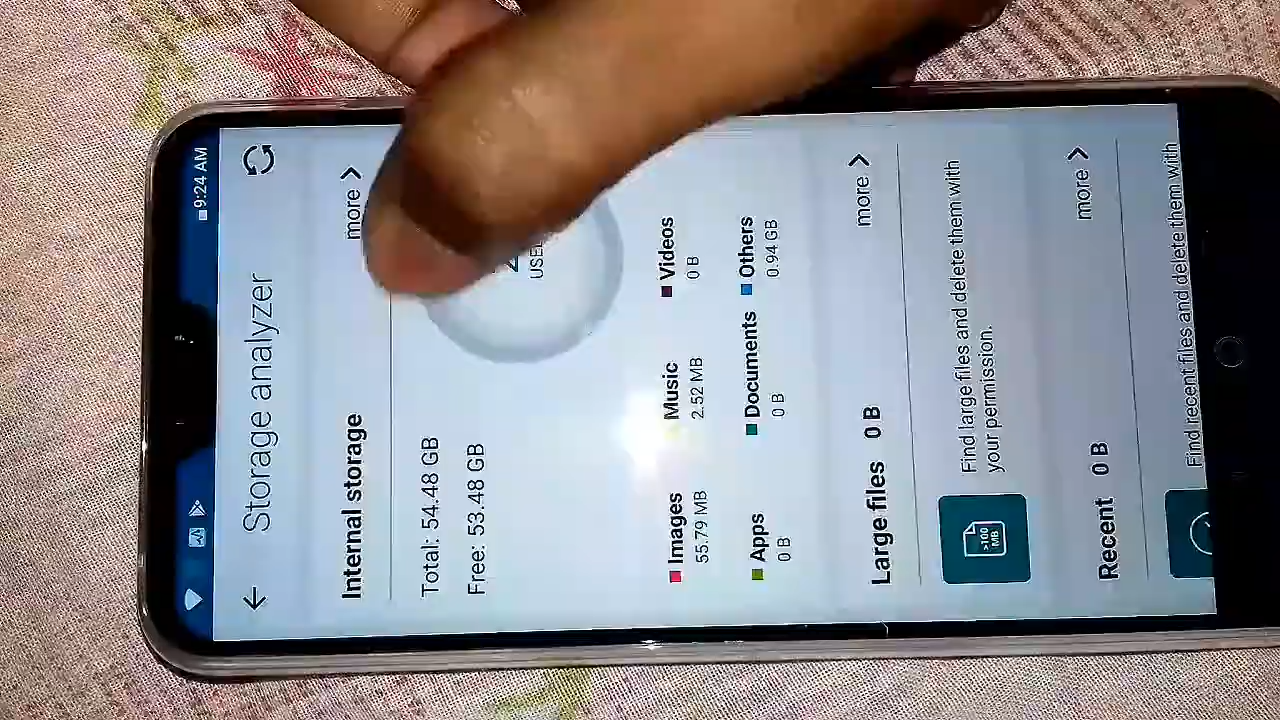 9:24 AM
Storage analyzer
Internal storage more >
Total: 54.48 GB
Free: 53.48 GB
Images Music Videos
55.79 MB 2.52 MB 0 B
Apps Documents Others
0 B 0 B 0.94 GB
Large files 0 B more >
>100
MB
Find large files and delete them with
your permission.
Recent 0 B more >
Find recent files and delete them with